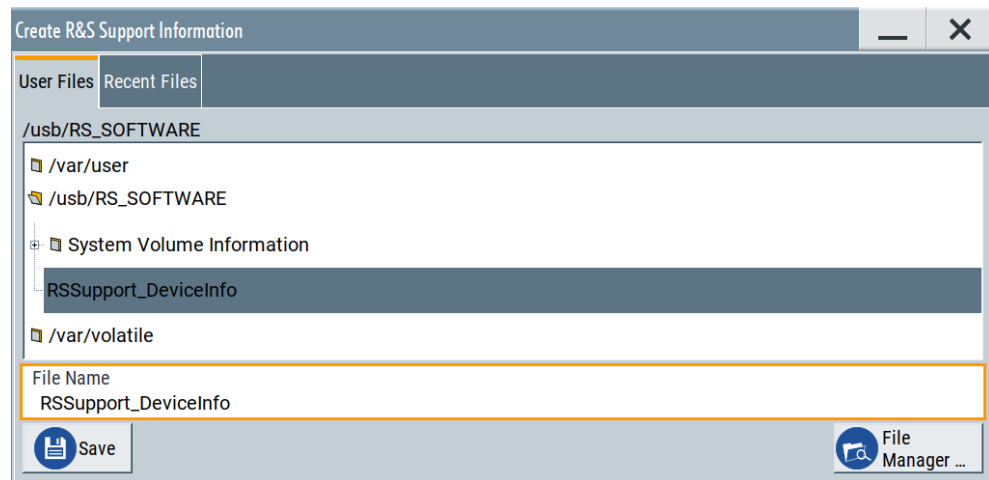 Create R&S Support Information
User Files Recent Files
/usb/RS_SOFTWARE
/var/user
/usb/RS_SOFTWARE
System Volume Information
RSSupport_DeviceInfo
/var/volatile
File Name
RSSupport_DeviceInfo
Save
File
Manager ...